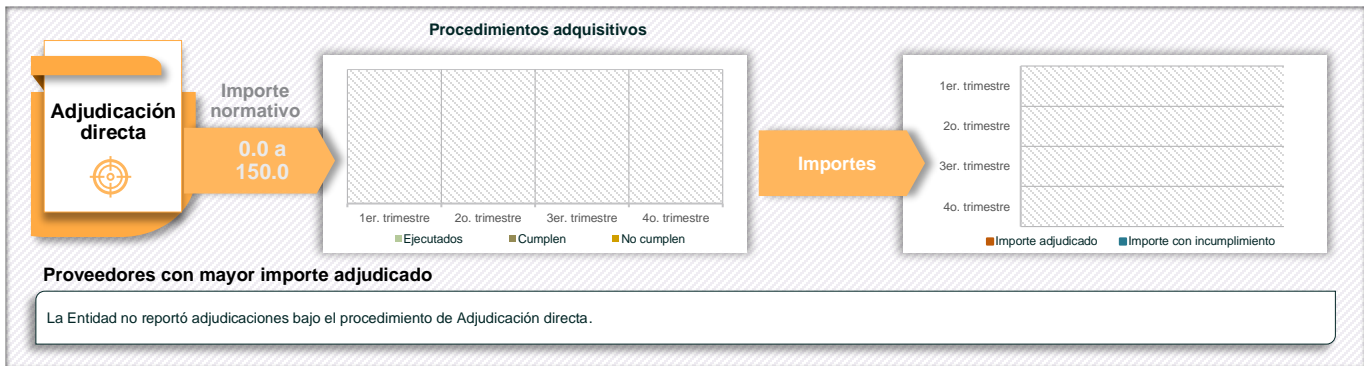 Procedimientos adquisitivos
Adjudicación
directa
Importe
normativo
0.0 a
150.0
1er. trimestre 2o. trimestre 3er. trimestre 4o. trimestre
Ejecutados Cumplen No cumplen
Importes
1er. trimestre
2o. trimestre
3er. trimestre
4o. trimestre
Importe adjudicado Importe con incumplimiento
Proveedores con mayor importe adjudicado
La Entidad no reportó adjudicaciones bajo el procedimiento de Adjudicación directa.